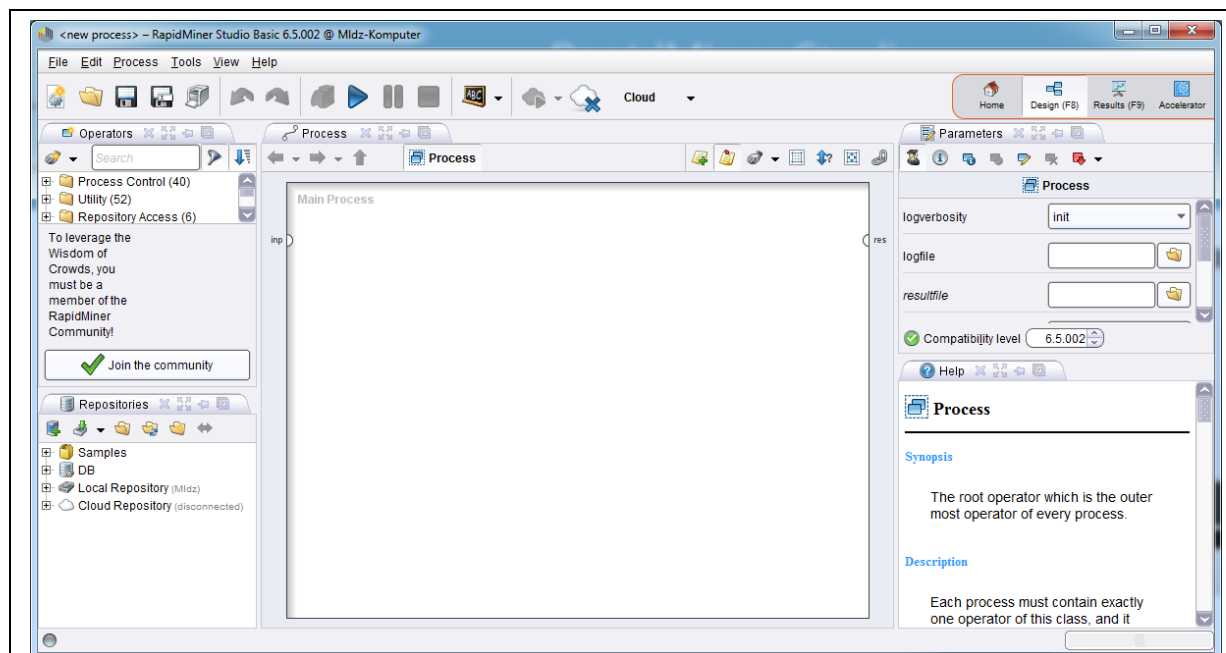 <new process> – RapidMiner Studio Basic 6.5.002 @ Mldz-Komputer
File Edit Process Tools View Help
ABC
Cloud
Home
Design (F8)
Results (F9)
Accelerator
Operators
Search
Process Control (40)
Utility (52)
Repository Access (6)
To leverage the
Wisdom of
Crowds, you
must be a
member of the
RapidMiner
Community!
Join the community
Repositories
Samples
DB
Local Repository (Mldz)
Cloud Repository (disconnected)
Process
Process
Main Process
inp
res
Parameters
Process
logverbosity
init
logfile
resultfile
Compatibility level 6.5.002
Help
Process
Synopsis
The root operator which is the outer
most operator of every process.
Description
Each process must contain exactly
one operator of this class, and it